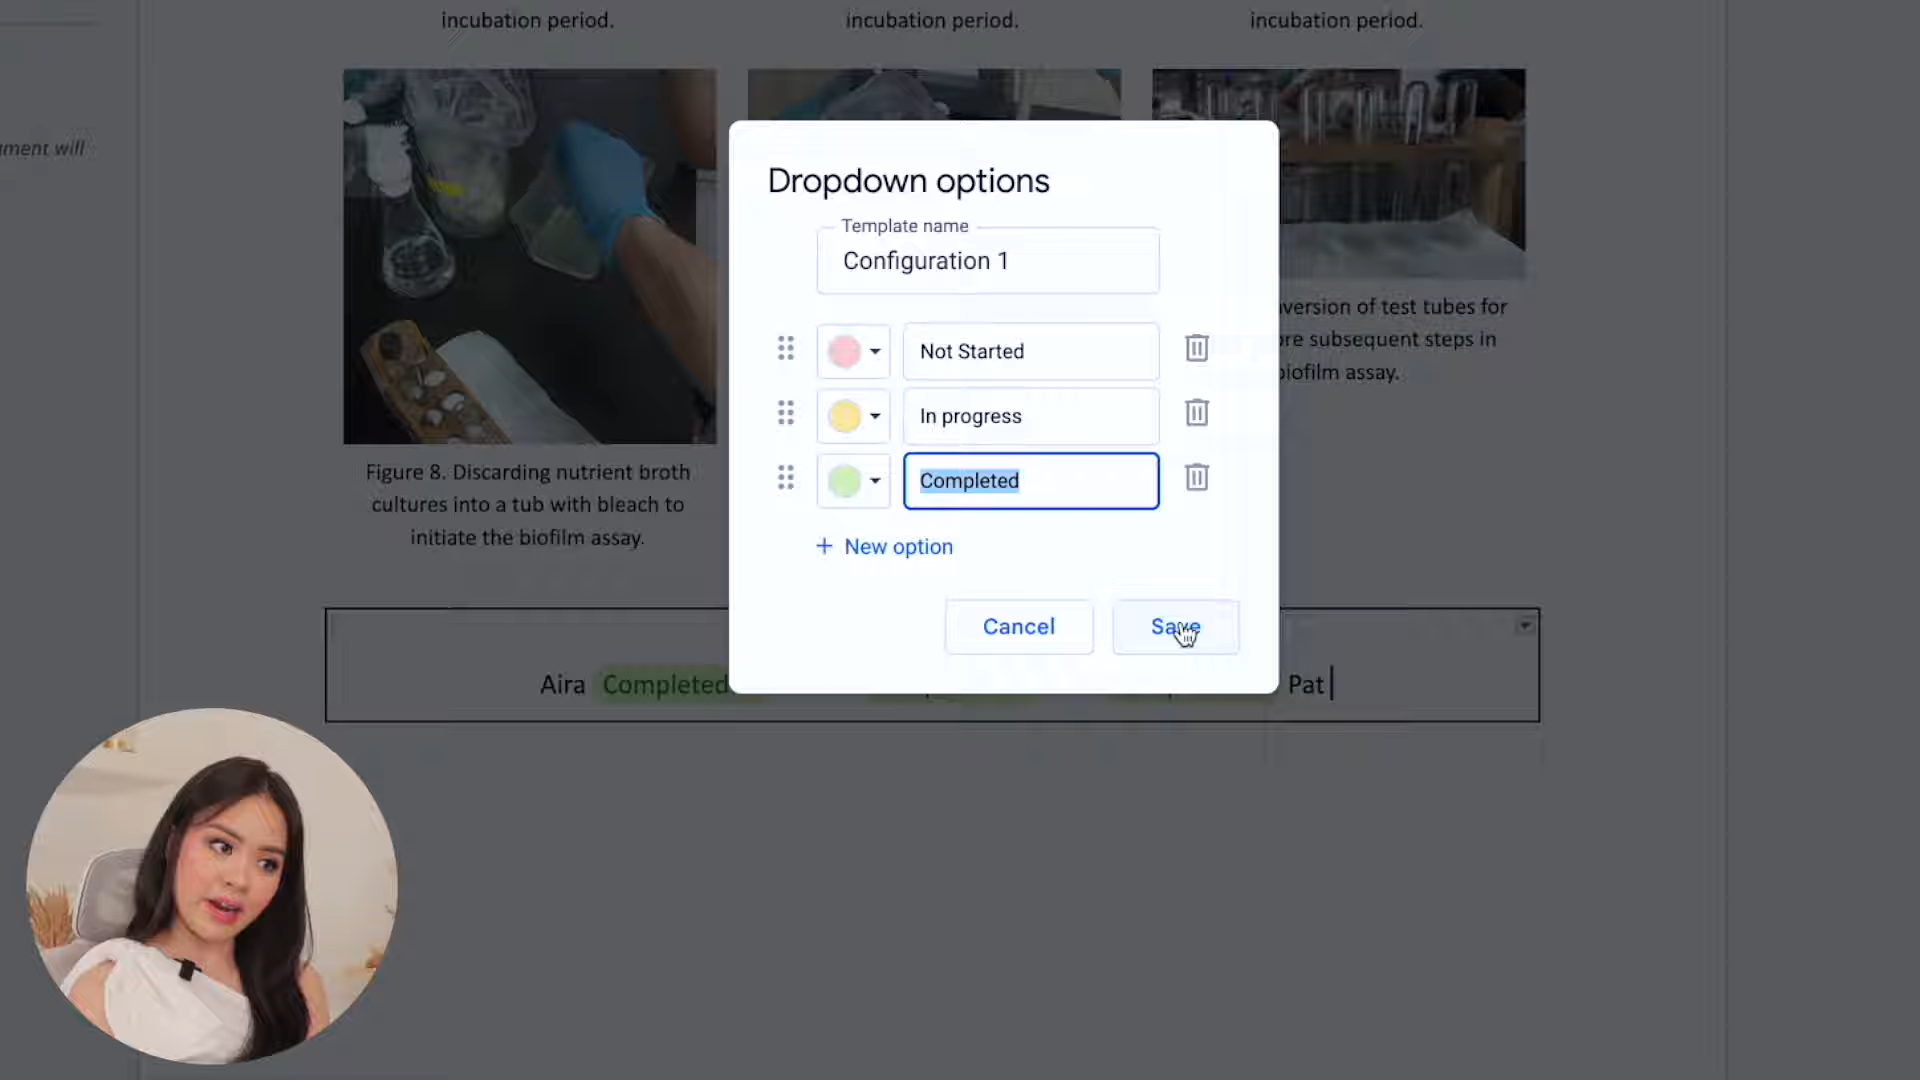 incubation period.
incubation period.
incubation period.
ment will
Dropdown options
Template name
Configuration 1
Not Started
In progress
Completed
+ New option
Cancel
Save
version of test tubes for
re subsequent steps in
biofilm assay.
Figure 8. Discarding nutrient broth
cultures into a tub with bleach to
initiate the biofilm assay.
Aira Completed
Pat